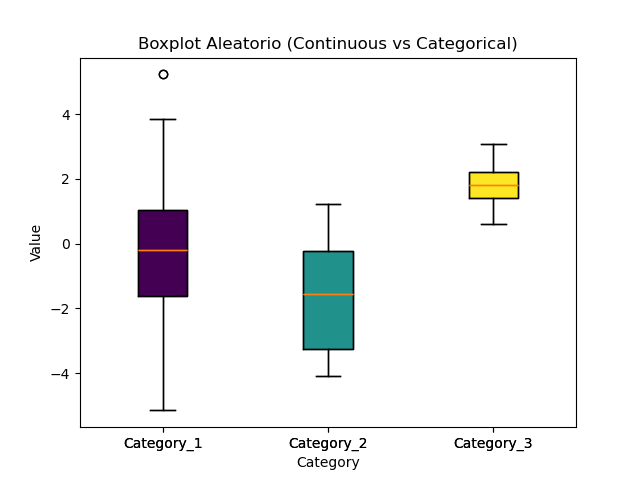 Boxplot Aleatorio (Continuous vs Categorical)
Value
4
2
0
−2
−4
Category_1
Category_2
Category_3
Category